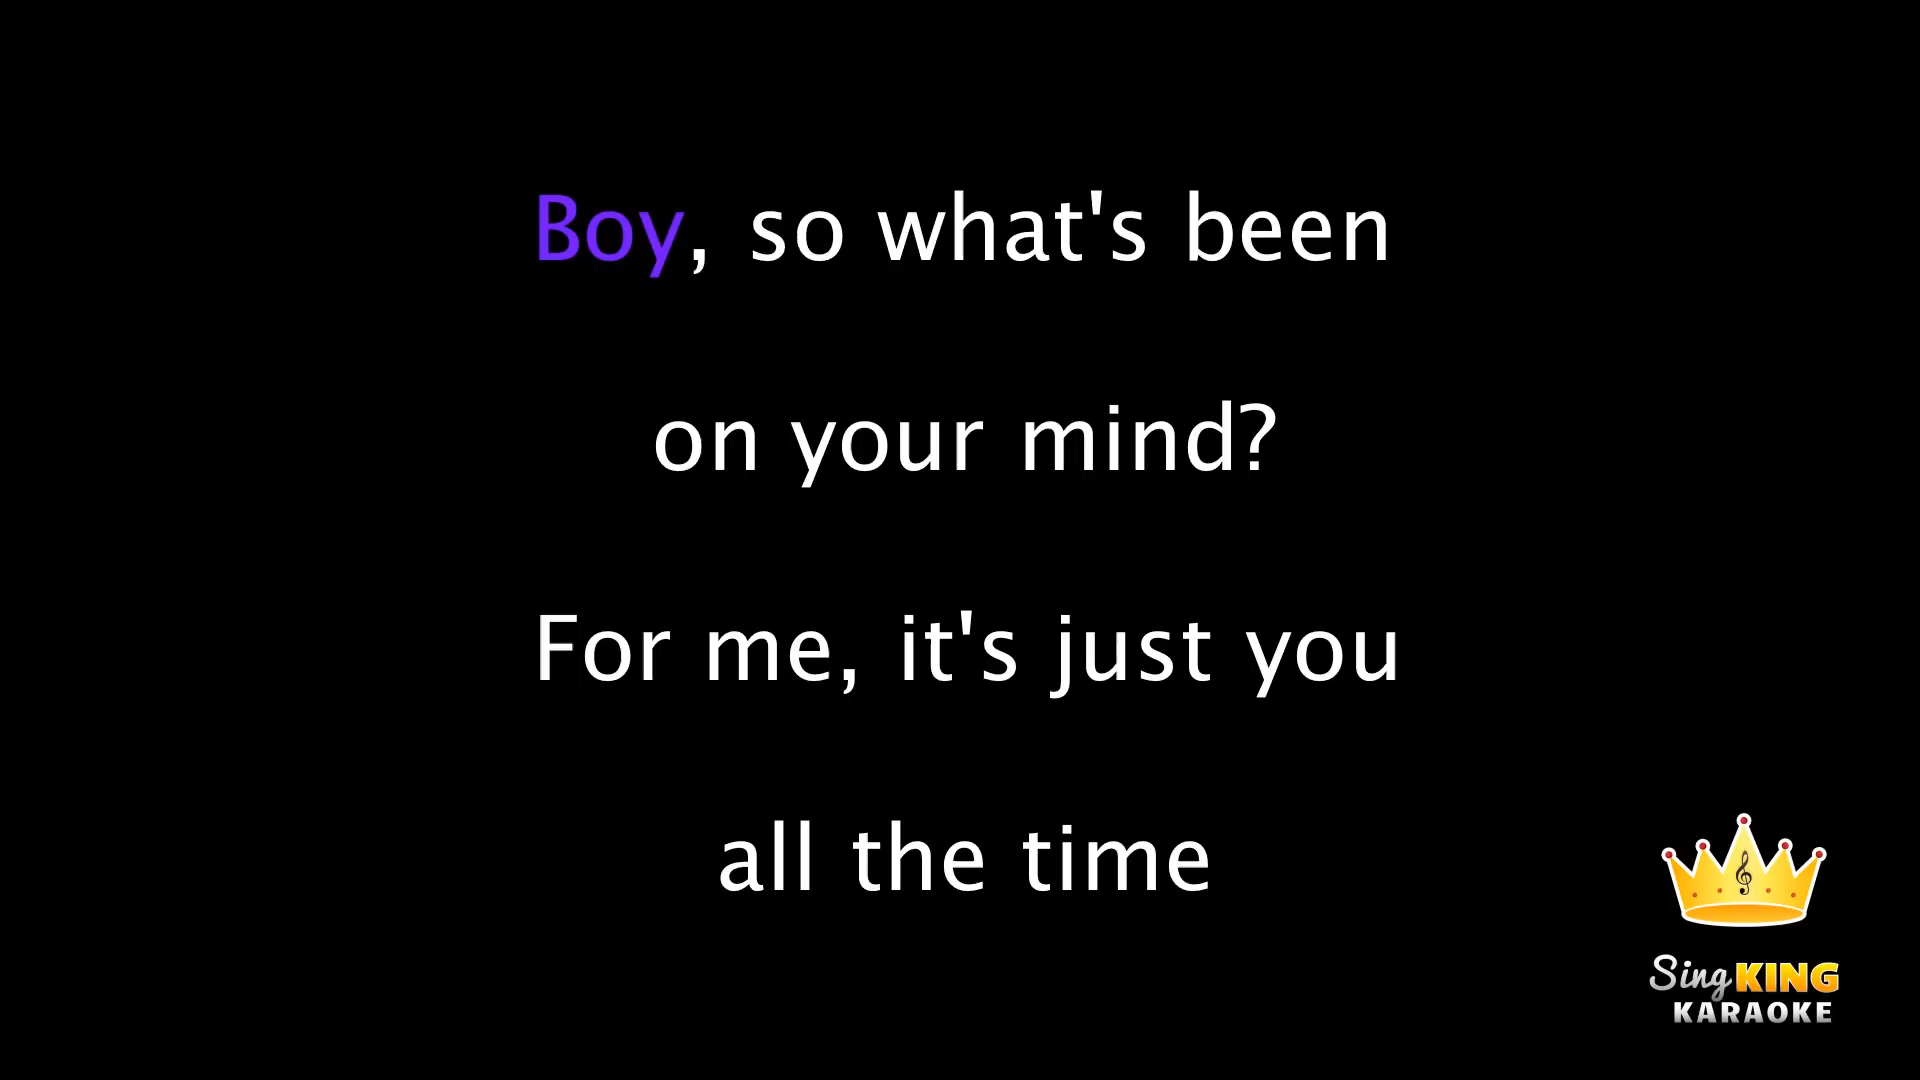 Boy, so what's been
on your mind?
For me, it's just you
all the time
Sing KING
KARAOKE